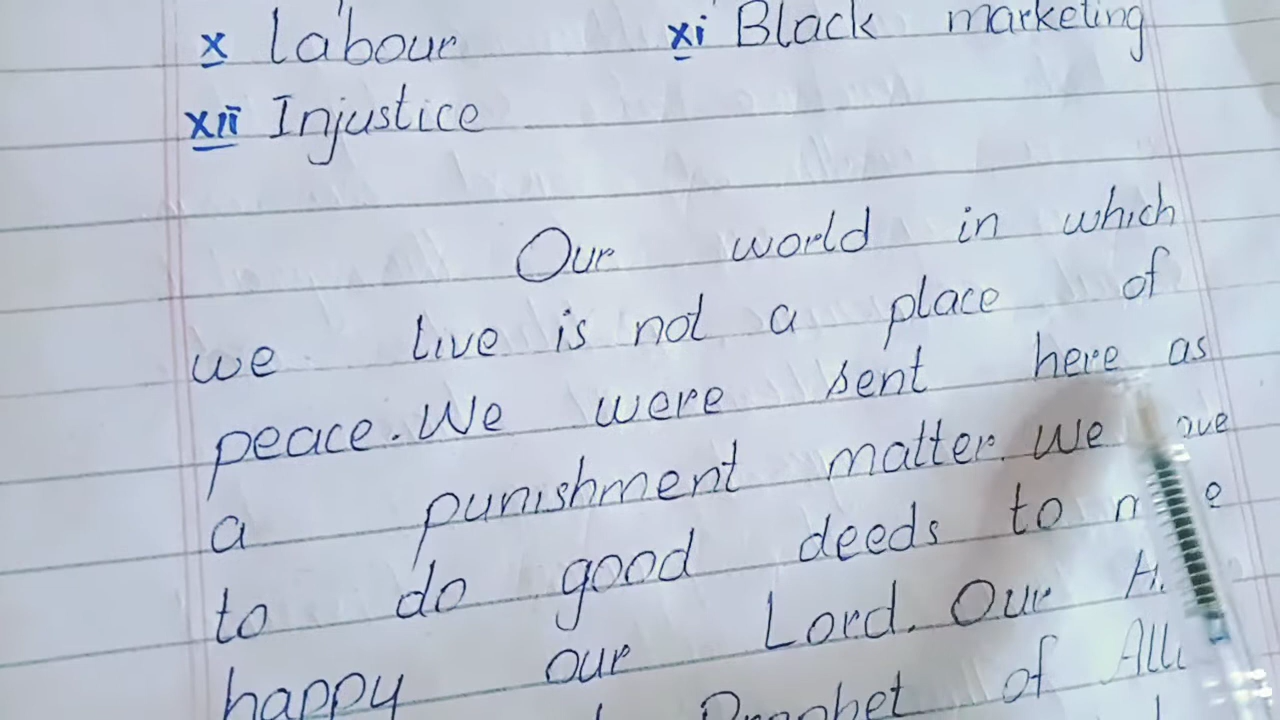 x Labour xi Black marketing
xii Injustice
Our world in which
we live is not a place of
peace. We were sent here as
a punishment matter. We
to do good deeds to
happy our Lord. Our
Prophet of